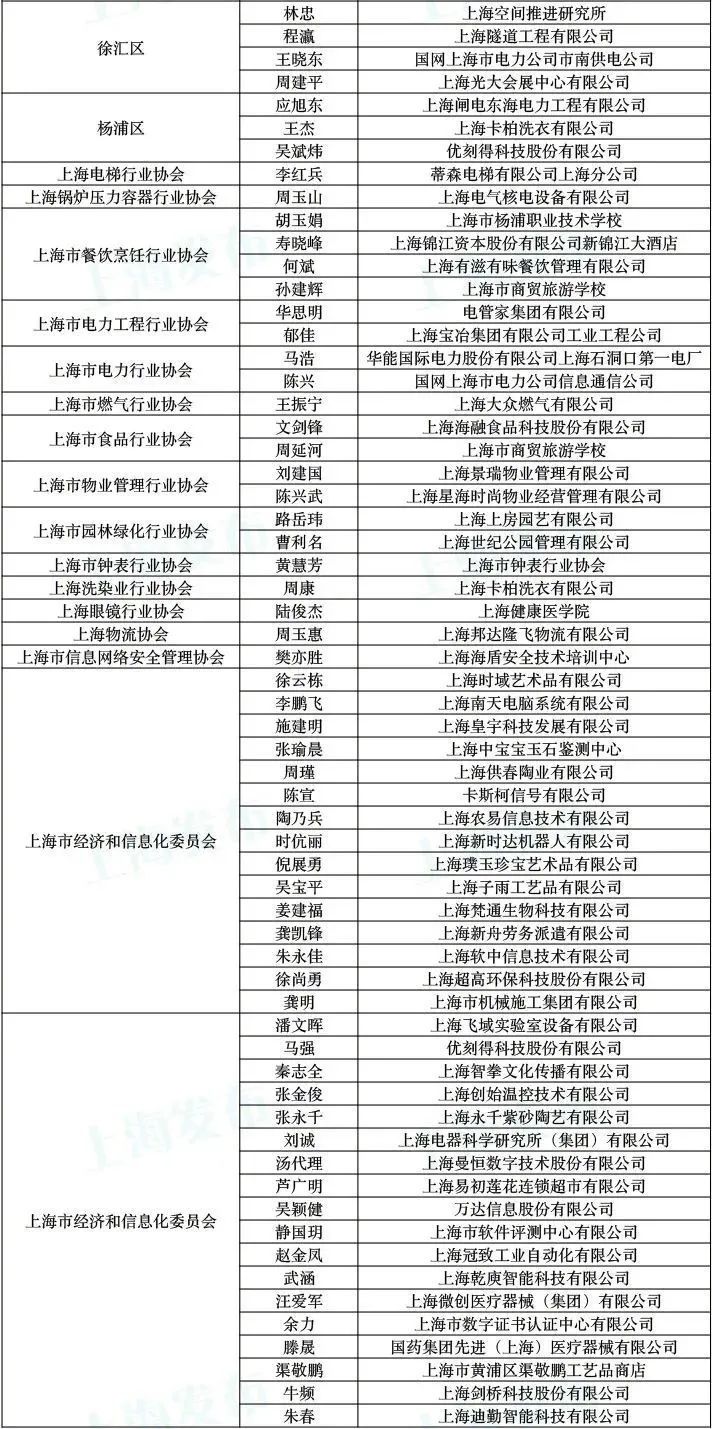 徐汇区
林忠 上海空间推进研究所
程瀛 上海隧道工程有限公司
王晓东 国网上海市电力公司市南供电公司
周建平 上海光大会展中心有限公司
杨浦区
应旭东 上海闸电东海电力工程有限公司
王杰 上海卡柏洗衣有限公司
吴斌炜 优刻得科技股份有限公司
上海电梯行业协会 李红兵 蒂森电梯有限公司上海分公司
上海锅炉压力容器行业协会 周玉山 上海电气核电设备有限公司
上海市餐饮烹饪行业协会
胡玉娟 上海市杨浦职业技术学校
寿晓峰 上海锦江资本股份有限公司新锦江大酒店
何斌 上海有滋有味餐饮管理有限公司
孙建辉 上海市商贸旅游学校
上海市电力工程行业协会
华思明 电管家集团有限公司
郁佳 上海宝冶集团有限公司工业工程公司
上海市电力行业协会
马浩 华能国际电力股份有限公司上海石洞口第一电厂
陈兴 国网上海市电力公司信息通信公司
上海市燃气行业协会 王振宁 上海大众燃气有限公司
上海市食品行业协会
文剑锋 上海海融食品科技股份有限公司
周延河 上海市商贸旅游学校
上海市物业管理行业协会
刘建国 上海景瑞物业管理有限公司
陈兴武 上海星海时尚物业经营管理有限公司
上海市园林绿化行业协会
路岳玮 上海上房园艺有限公司
曹利名 上海世纪公园管理有限公司
上海市钟表行业协会 黄慧芳 上海市钟表行业协会
上海洗染业行业协会 周康 上海卡柏洗衣有限公司
上海眼镜行业协会 陆俊杰 上海健康医学院
上海物流协会 周玉惠 上海邦达隆飞物流有限公司
上海市信息网络安全管理协会 樊亦胜 上海海盾安全技术培训中心
上海市经济和信息化委员会
徐云栋 上海时域艺术品有限公司
李鹏飞 上海南天电脑系统有限公司
施建明 上海皇宇科技发展有限公司
张瑜晨 上海中宝宝玉石鉴测中心
周瑾 上海供春陶业有限公司
陈宣 卡斯柯信号有限公司
陶乃兵 上海农易信息技术有限公司
时伉丽 上海新时达机器人有限公司
倪展勇 上海璞玉珍宝艺术品有限公司
吴宝平 上海子雨工艺品有限公司
姜建福 上海梵通生物科技有限公司
龚凯锋 上海新舟劳务派遣有限公司
朱永佳 上海软中信息技术有限公司
徐尚勇 上海超高环保科技股份有限公司
龚明 上海市机械施工集团有限公司
上海市经济和信息化委员会
潘文晖 上海飞域实验室设备有限公司
马强 优刻得科技股份有限公司
秦志全 上海智拳文化传播有限公司
张金俊 上海创始温控技术有限公司
张永千 上海永千紫砂陶艺有限公司
刘诚 上海电器科学研究所（集团）有限公司
汤代理 上海曼恒数字技术股份有限公司
芦广明 上海易初莲花连锁超市有限公司
吴颖健 万达信息股份有限公司
静国玥 上海市软件评测中心有限公司
赵金凤 上海冠致工业自动化有限公司
武涵 上海乾庾智能科技有限公司
汪爱军 上海微创医疗器械（集团）有限公司
余力 上海市数字证书认证中心有限公司
滕晟 国药集团先进（上海）医疗器械有限公司
渠敬鹏 上海市黄浦区渠敬鹏工艺品商店
牛频 上海剑桥科技股份有限公司
朱春 上海迪勤智能科技有限公司